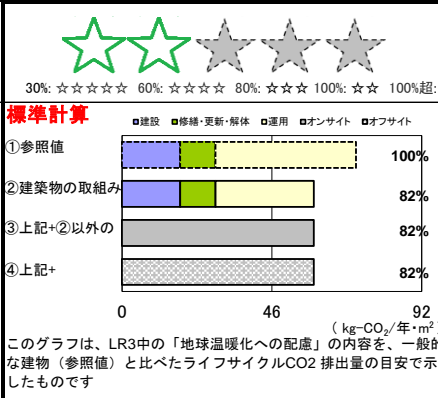 30%: ☆☆☆☆☆ 60%: ☆☆☆☆ 80%: ☆☆☆ 100%: ☆☆ 100%超:
標準計算
■建設 ■修繕・更新・解体 ■運用 ■オンサイト ■オフサイト
①参照値 100%
②建築物の取組み 82%
③上記+②以外の 82%
④上記+ 82%
0 46 92
( kg-CO₂/年・m²)
このグラフは、LR3中の「地球温暖化への配慮」の内容を、一般的
な建物（参照値）と比べたライフサイクルCO2 排出量の目安で示
したものです